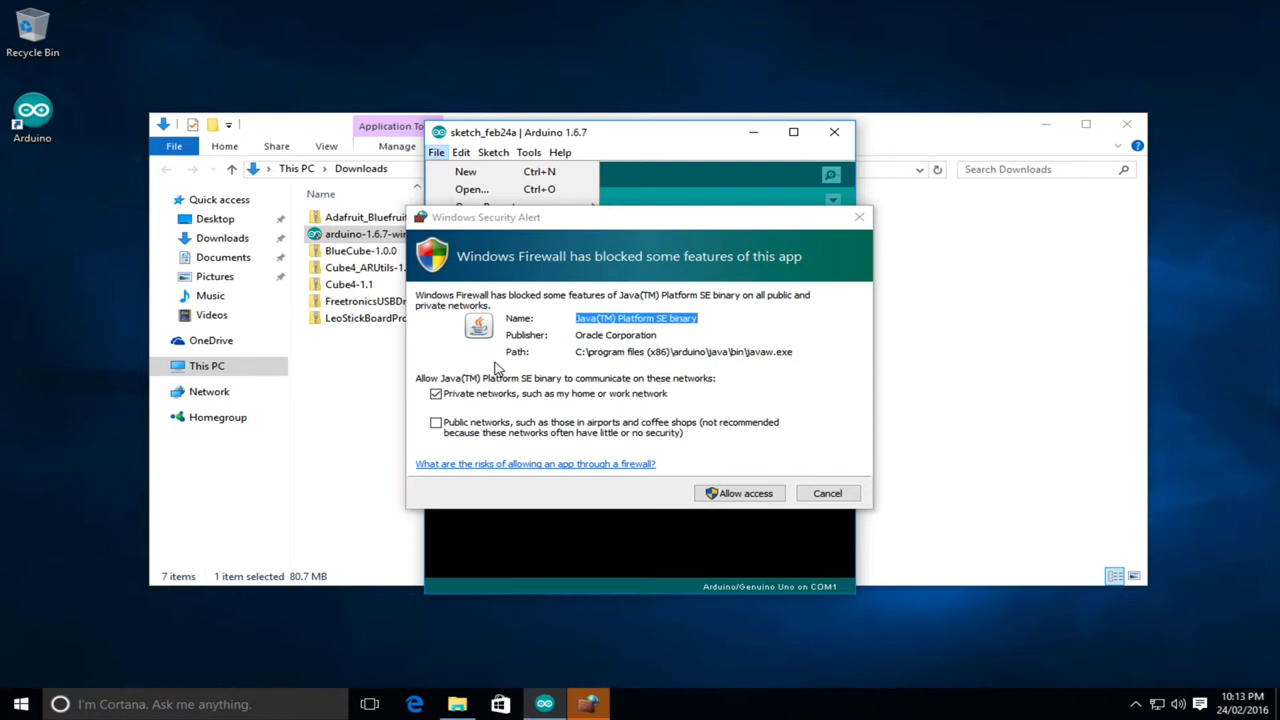 Recycle Bin
Arduino
Application To
File
Home
Share
View
Manage
This PC
Downloads
Search Downloads
Quick access
Desktop
Downloads
Documents
Pictures
Music
Videos
OneDrive
This PC
Network
Homegroup
Name
Adafruit_Bluefruit
arduino-1.6.7-win
BlueCube-1.0.0
Cube4_ARUtils-1.
Cube4-1.1
FreetronicsUSBDr
LeoStickBoardPro
7 items
1 item selected 80.7 MB
sketch_feb24a | Arduino 1.6.7
File Edit Sketch Tools Help
New Ctrl+N
Open... Ctrl+O
Windows Security Alert
Windows Firewall has blocked some features of this app
Windows Firewall has blocked some features of Java(TM) Platform SE binary on all public and
private networks.
Name: Java(TM) Platform SE binary
Publisher: Oracle Corporation
Path: C:\program files (x86)\arduino\java\bin\javaw.exe
Allow Java(TM) Platform SE binary to communicate on these networks:
Private networks, such as my home or work network
Public networks, such as those in airports and coffee shops (not recommended
because these networks often have little or no security)
What are the risks of allowing an app through a firewall?
Allow access
Cancel
Arduino/Genuino Uno on COM1
I'm Cortana. Ask me anything.
10:13 PM
24/02/2016